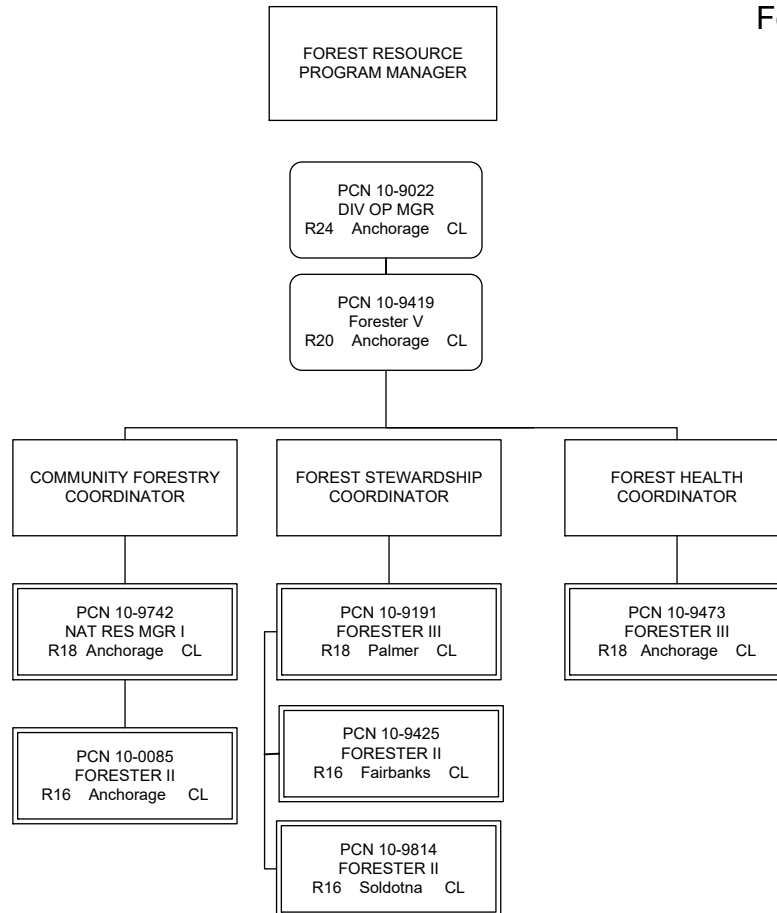 FOREST RESOURCE
PROGRAM MANAGER
PCN 10-9022
DIV OP MGR
R24 Anchorage CL
PCN 10-9419
Forester V
R20 Anchorage CL
COMMUNITY FORESTRY
COORDINATOR
FOREST STEWARDSHIP
COORDINATOR
FOREST HEALTH
COORDINATOR
PCN 10-9742
NAT RES MGR I
R18 Anchorage CL
PCN 10-9191
FORESTER III
R18 Palmer CL
PCN 10-9473
FORESTER III
R18 Anchorage CL
PCN 10-0085
FORESTER II
R16 Anchorage CL
PCN 10-9425
FORESTER II
R16 Fairbanks CL
PCN 10-9814
FORESTER II
R16 Soldotna CL